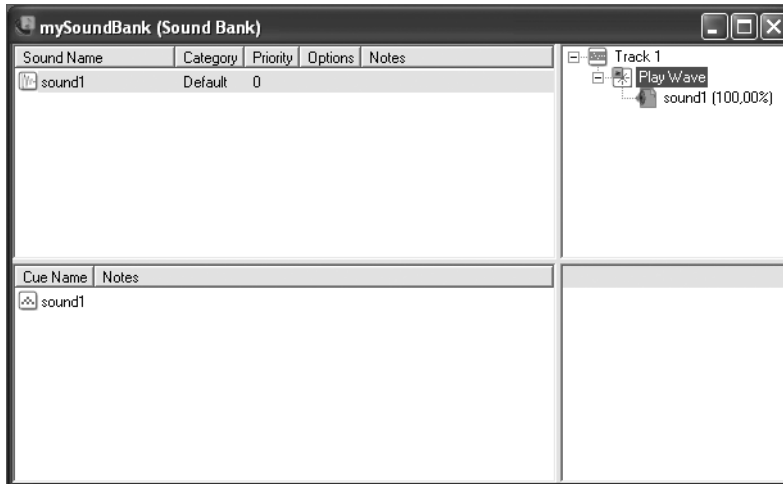 mySoundBank (Sound Bank)
Sound Name Category Priority Options Notes
sound1 Default 0
Track 1
Play Wave
sound1 (100,00%)
Cue Name Notes
sound1